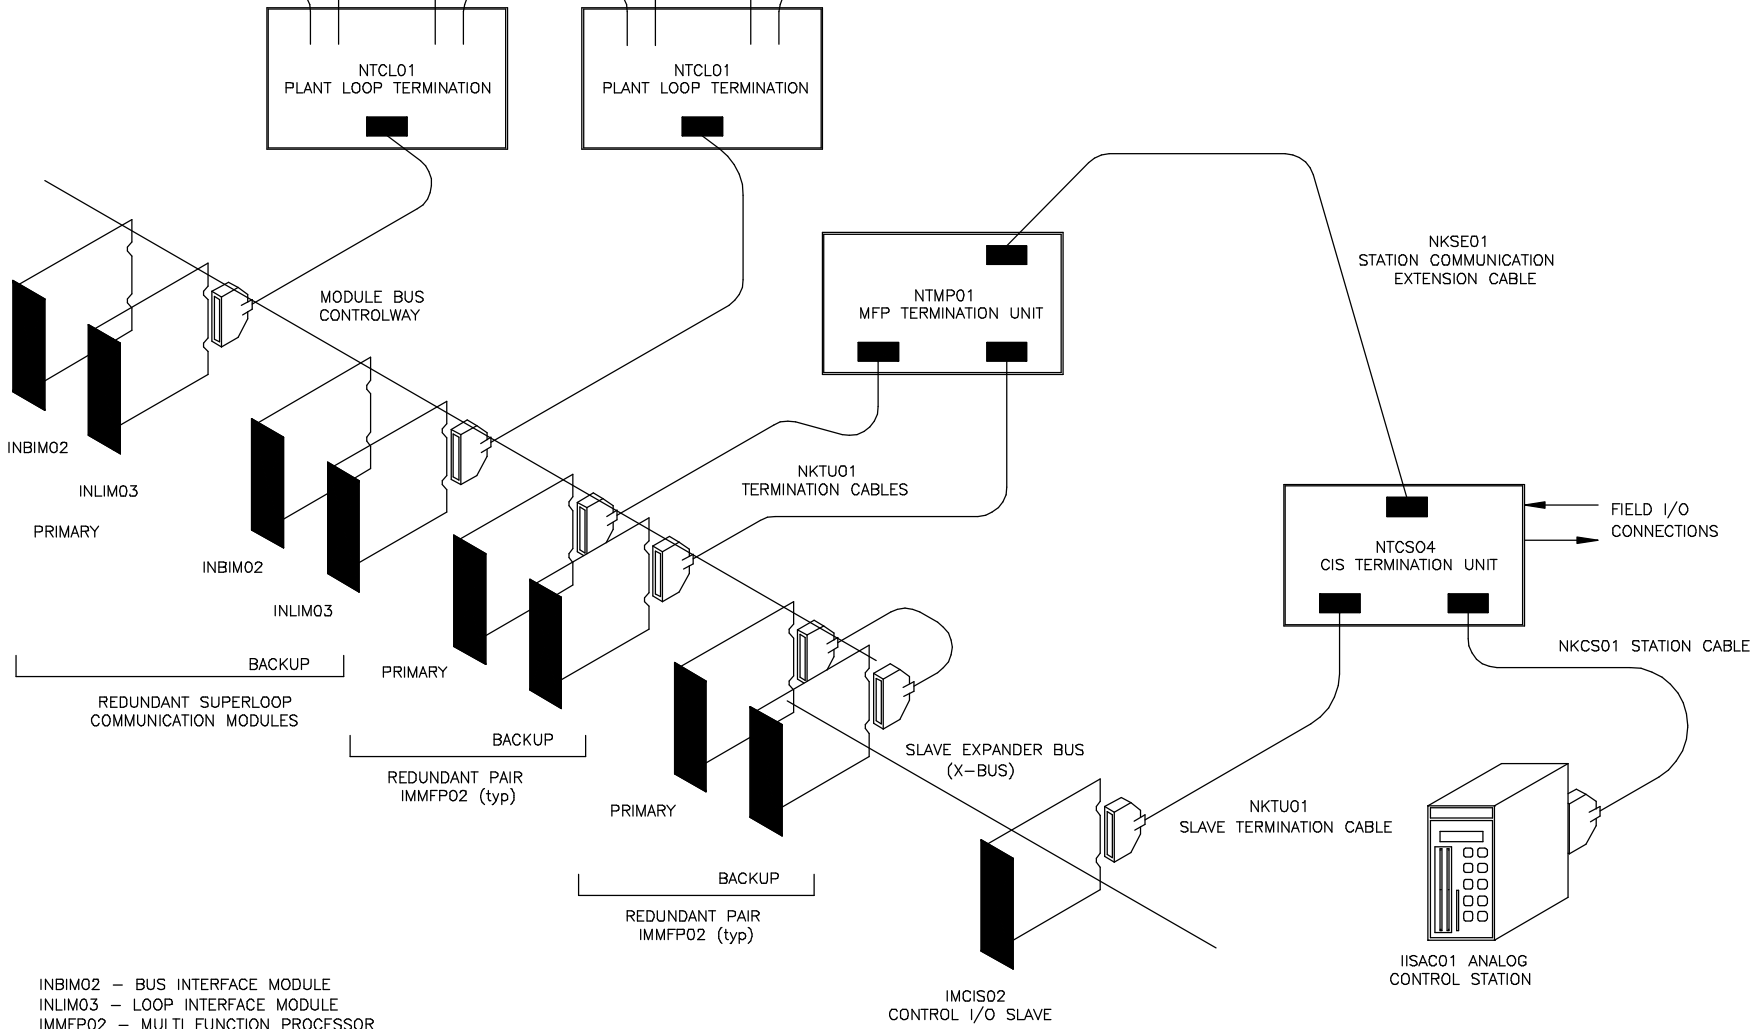 NTCL01
PLANT LOOP TERMINATION
NTCL01
PLANT LOOP TERMINATION
NKSE01
STATION COMMUNICATION
EXTENSION CABLE
MODULE BUS
CONTROLWAY
NTMP01
MFP TERMINATION UNIT
INBIM02
INLIM03
PRIMARY
NKTU01
TERMINATION CABLES
FIELD I/O
CONNECTIONS
NTCS04
CIS TERMINATION UNIT
INBIM02
INLIM03
BACKUP
REDUNDANT SUPERLOOP
COMMUNICATION MODULES
PRIMARY
NKCS01 STATION CABLE
BACKUP
REDUNDANT PAIR
IMMFP02 (typ)
SLAVE EXPANDER BUS
(X-BUS)
PRIMARY
NKTU01
SLAVE TERMINATION CABLE
BACKUP
REDUNDANT PAIR
IMMFP02 (typ)
IISAC01 ANALOG
CONTROL STATION
IMCIS02
CONTROL I/O SLAVE
INBIM02 – BUS INTERFACE MODULE
INLIM03 – LOOP INTERFACE MODULE
IMMFP02 – MULTI FUNCTION PROCESSOR